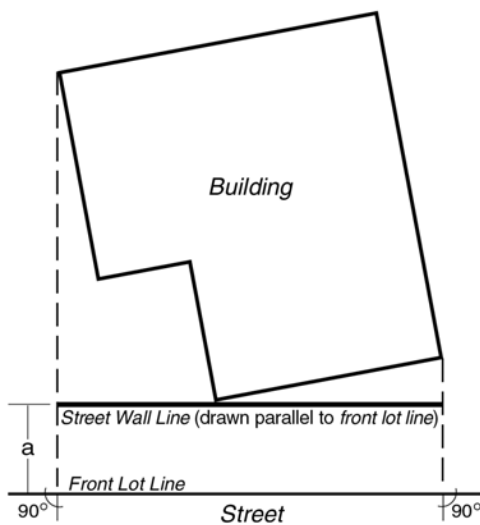 Building
Street Wall Line (drawn parallel to front lot line)
a
Front Lot Line
90° 90°
Street